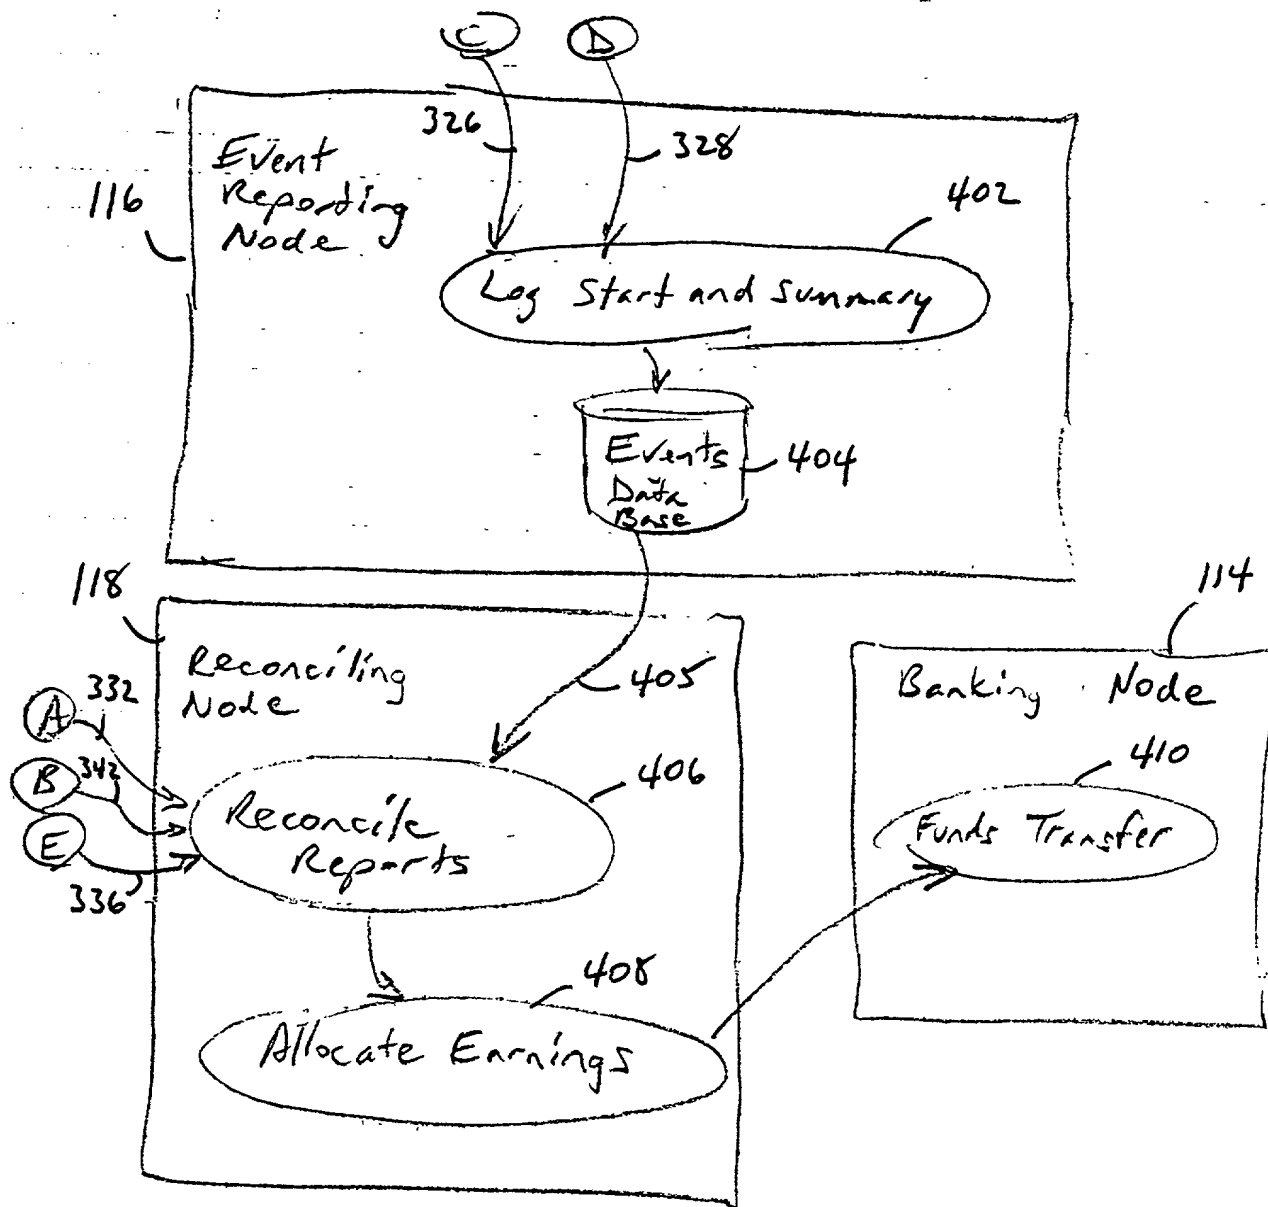 C D
326
328
Event
Reporting
Node
116
402
Log Start and Summary
Events
Data
Base
404
118
114
Reconciling
Node
405
Banking Node
332
A
342
B
E
336
406
Reconcile
Reports
410
Funds Transfer
408
Allocate Earnings